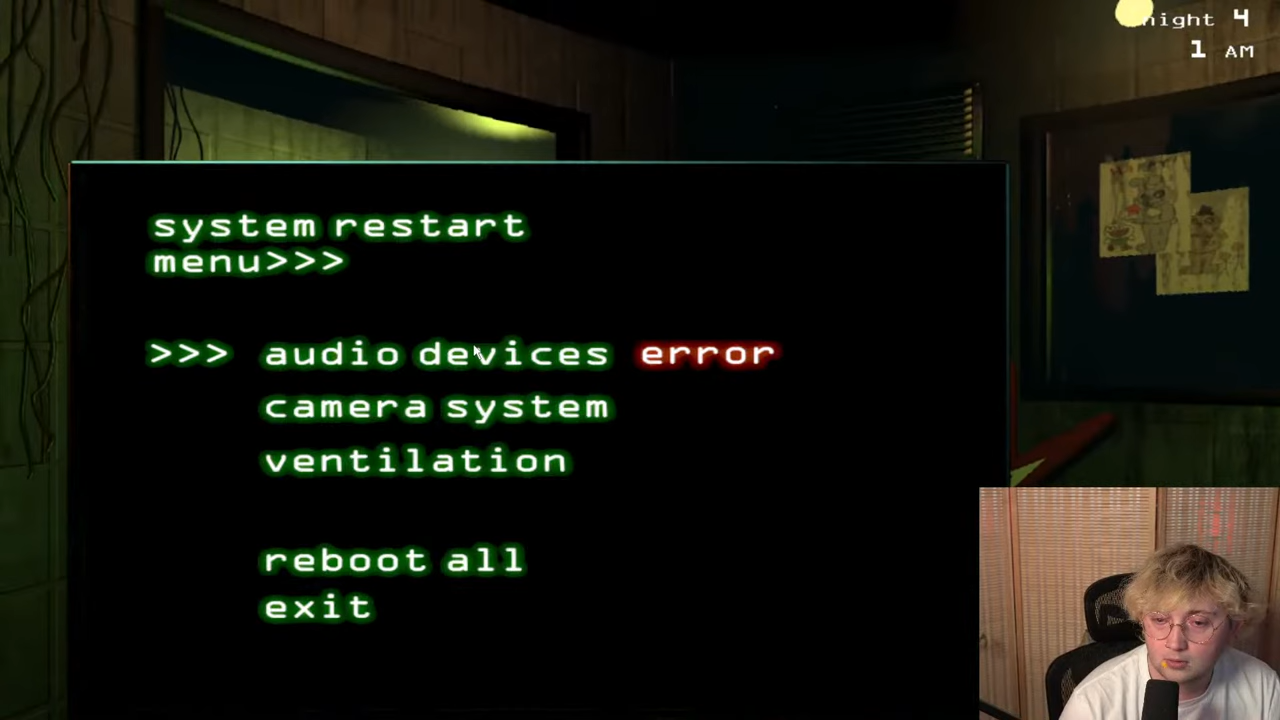 night 4
1 AM
system restart
menu>>>
>>> audio devices error
camera system
ventilation
reboot all
exit